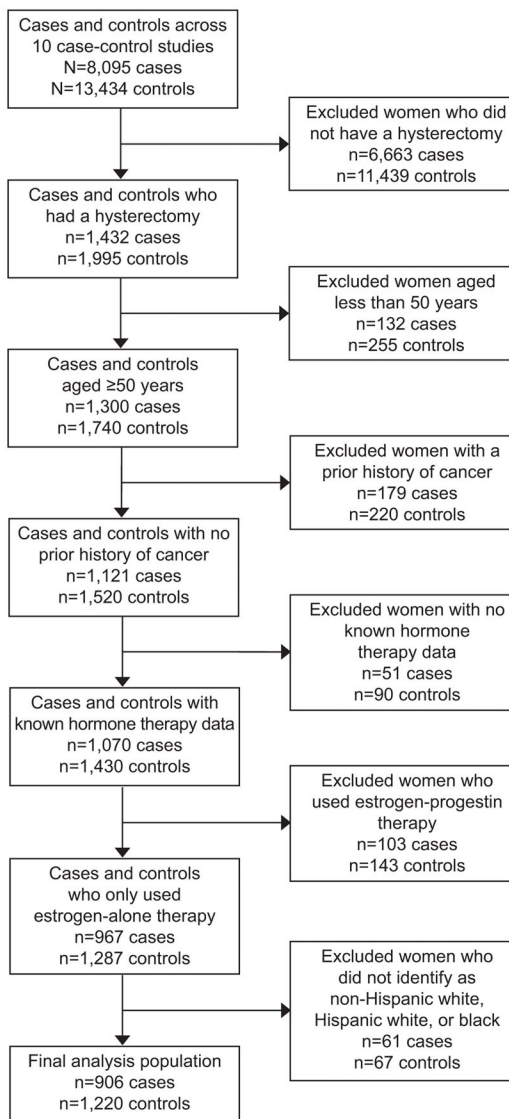 Cases and controls across
10 case-control studies
N=8,095 cases
N=13,434 controls
Excluded women who did
not have a hysterectomy
n=6,663 cases
n=11,439 controls
Cases and controls who
had a hysterectomy
n=1,432 cases
n=1,995 controls
Excluded women aged
less than 50 years
n=132 cases
n=255 controls
Cases and controls
aged ≥50 years
n=1,300 cases
n=1,740 controls
Excluded women with a
prior history of cancer
n=179 cases
n=220 controls
Cases and controls with no
prior history of cancer
n=1,121 cases
n=1,520 controls
Excluded women with no
known hormone
therapy data
n=51 cases
n=90 controls
Cases and controls with
known hormone therapy data
n=1,070 cases
n=1,430 controls
Excluded women who
used estrogen-progestin
therapy
n=103 cases
n=143 controls
Cases and controls
who only used
estrogen-alone therapy
n=967 cases
n=1,287 controls
Excluded women who
did not identify as
non-Hispanic white,
Hispanic white, or black
n=61 cases
n=67 controls
Final analysis population
n=906 cases
n=1,220 controls